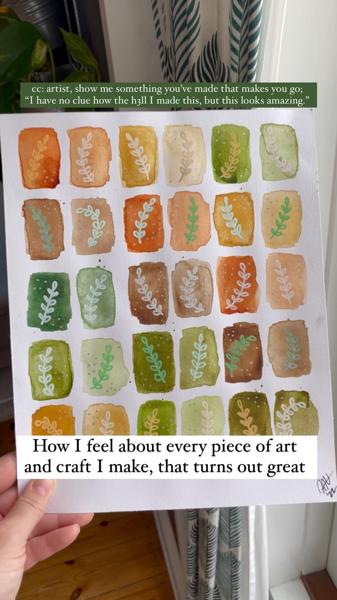 cc: artist, show me something you've made that makes you go;
“I have no clue how the h3ll I made this, but this looks amazing.”
How I feel about every piece of art
and craft I make, that turns out great